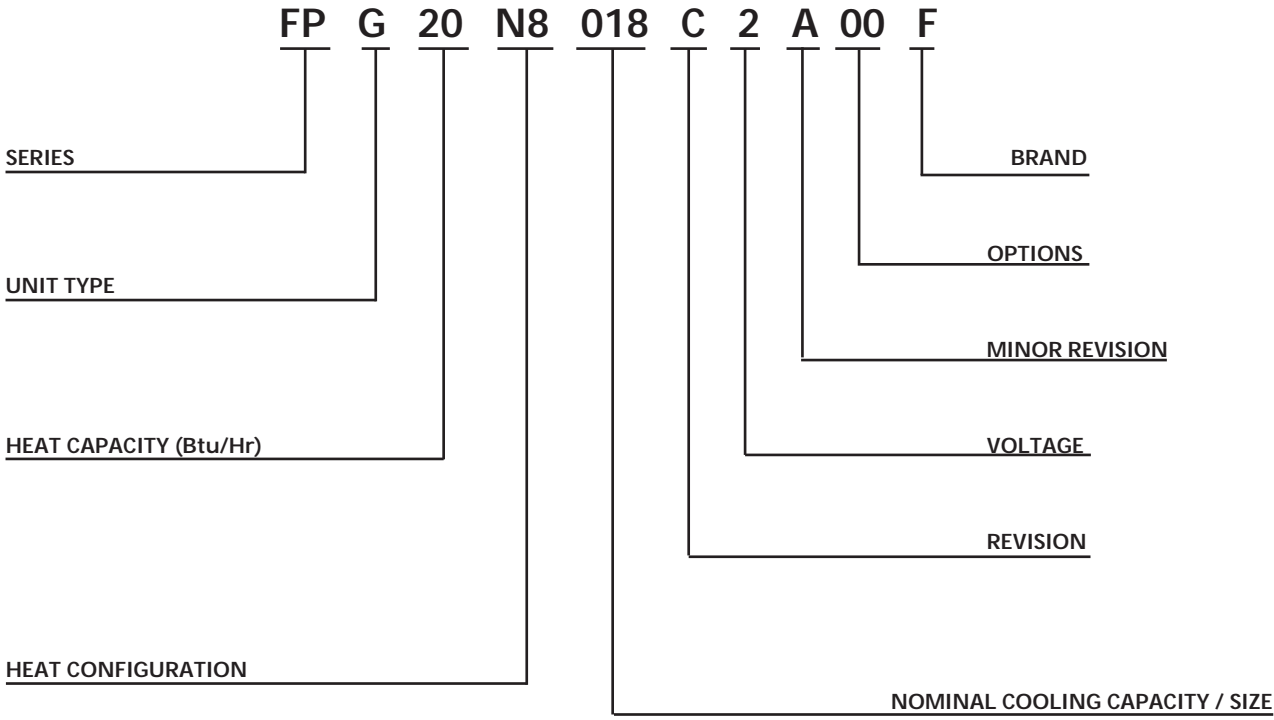 FP G 20 N8 018 C 2 A 00 F
SERIES
BRAND
OPTIONS
UNIT TYPE
MINOR REVISION
HEAT CAPACITY (Btu/Hr)
VOLTAGE
REVISION
HEAT CONFIGURATION
NOMINAL COOLING CAPACITY / SIZE